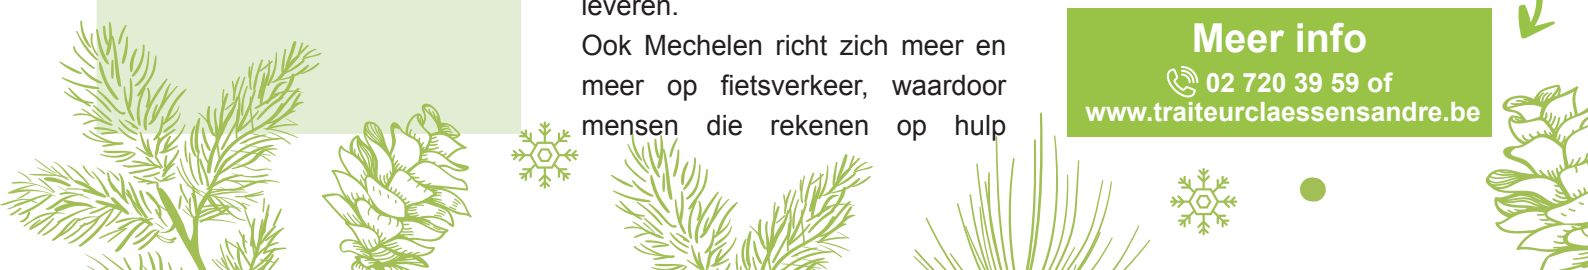 leveren.
Ook Mechelen richt zich meer en
meer op fietsverkeer, waardoor
mensen die rekenen op hulp
Meer info
02 720 39 59 of
www.traiteurclaessensandre.be